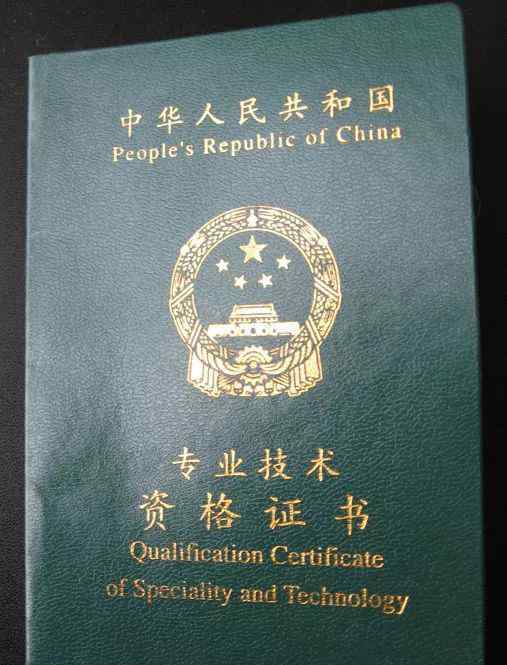 中华人民共和国
People's Republic of China
专业技术
资格证书
Qualification Certificate
of Speciality and Technology